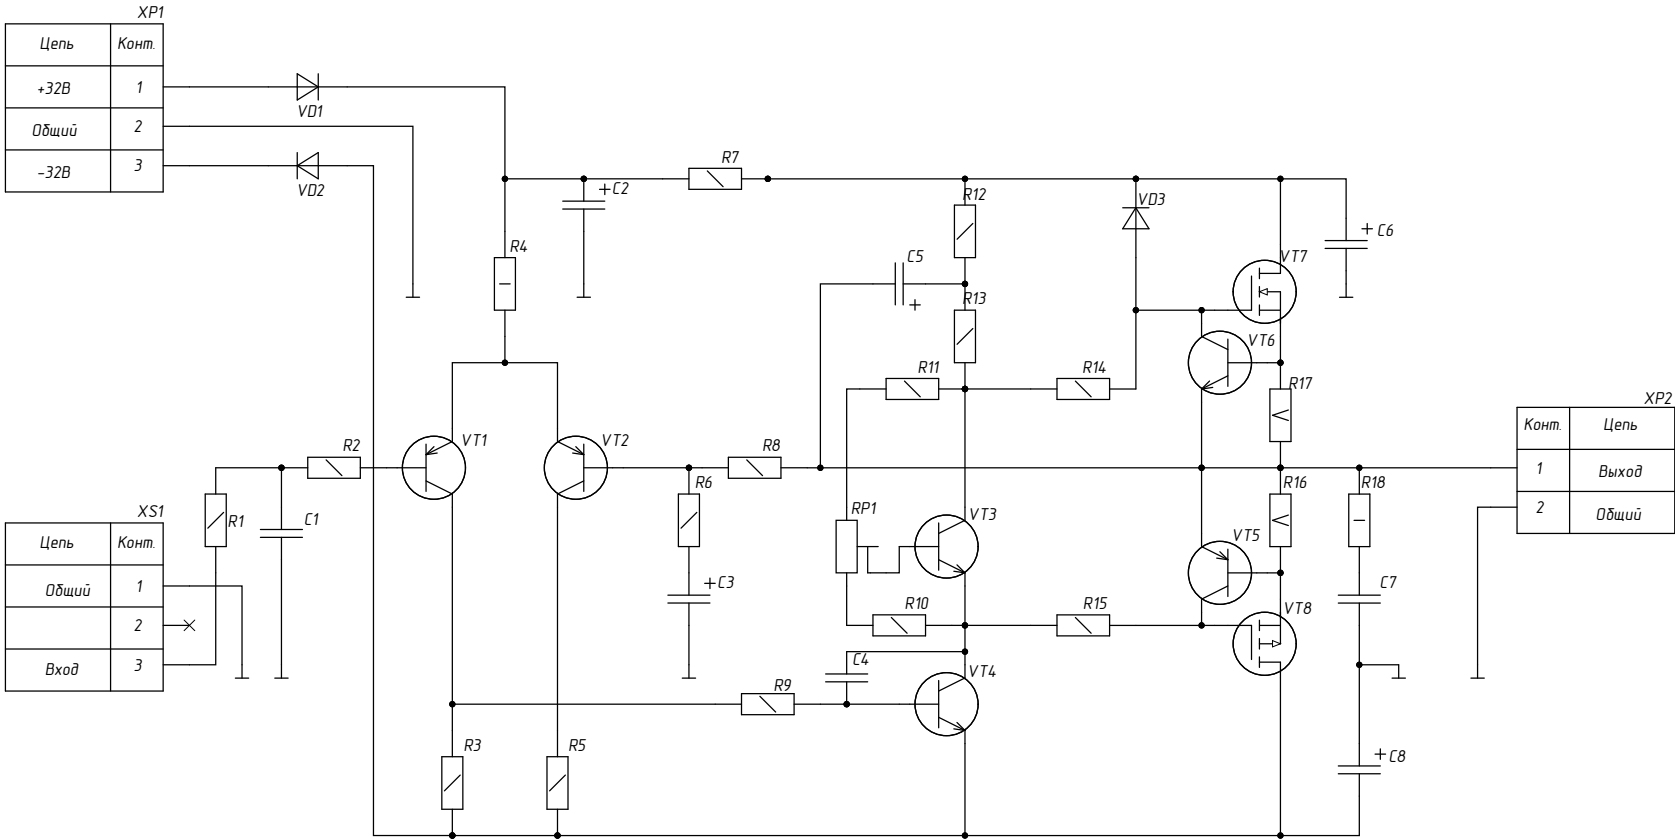 XP1
Цепь Конт.
+32В 1
VD1
Общий 2
-32В 3
VD2
R7
+C2
R12
VD3
+C6
R4
C5
+
R13
VT7
VT6
R11
R14
R17
XP2
Конт. Цепь
1 Выход
2 Общий
R2
VT1
VT2
R8
R6
R16
R18
XS1
Цепь Конт.
Общий 1
2
Вход 3
R1
C1
RP1
VT3
VT5
+C3
C7
R10
R15
VT8
C4
VT4
R9
R3
R5
+C8